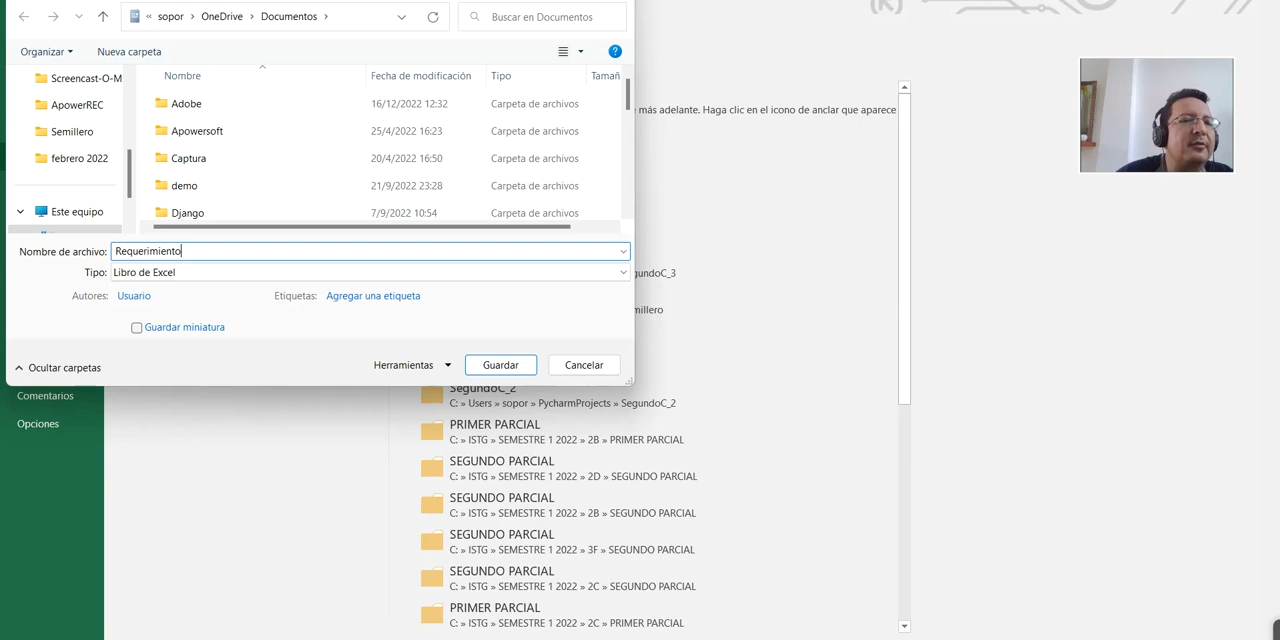 « sopor > OneDrive > Documentos >
Buscar en Documentos
Organizar
Nueva carpeta
?
Nombre
Fecha de modificación
Tipo
Tamañ
Screencast-O-M
ApowerREC
Semillero
febrero 2022
Este equipo
Adobe 16/12/2022 12:32 Carpeta de archivos
Apowersoft 25/4/2022 16:23 Carpeta de archivos
Captura 20/4/2022 16:50 Carpeta de archivos
demo 21/9/2022 23:28 Carpeta de archivos
Django 7/9/2022 10:54 Carpeta de archivos
Nombre de archivo: Requerimiento
Tipo: Libro de Excel
Autores: Usuario
Etiquetas: Agregar una etiqueta
Guardar miniatura
Ocultar carpetas
Herramientas
Guardar
Cancelar
más adelante. Haga clic en el icono de anclar que aparece
gundoC_3
millero
Comentarios
Opciones
SegundoC_2
C: » Users » sopor » PycharmProjects » SegundoC_2
PRIMER PARCIAL
C: » ISTG » SEMESTRE 1 2022 » 2B » PRIMER PARCIAL
SEGUNDO PARCIAL
C: » ISTG » SEMESTRE 1 2022 » 2D » SEGUNDO PARCIAL
SEGUNDO PARCIAL
C: » ISTG » SEMESTRE 1 2022 » 2B » SEGUNDO PARCIAL
SEGUNDO PARCIAL
C: » ISTG » SEMESTRE 1 2022 » 3F » SEGUNDO PARCIAL
SEGUNDO PARCIAL
C: » ISTG » SEMESTRE 1 2022 » 2C » SEGUNDO PARCIAL
PRIMER PARCIAL
C: » ISTG » SEMESTRE 1 2022 » 2C » PRIMER PARCIAL